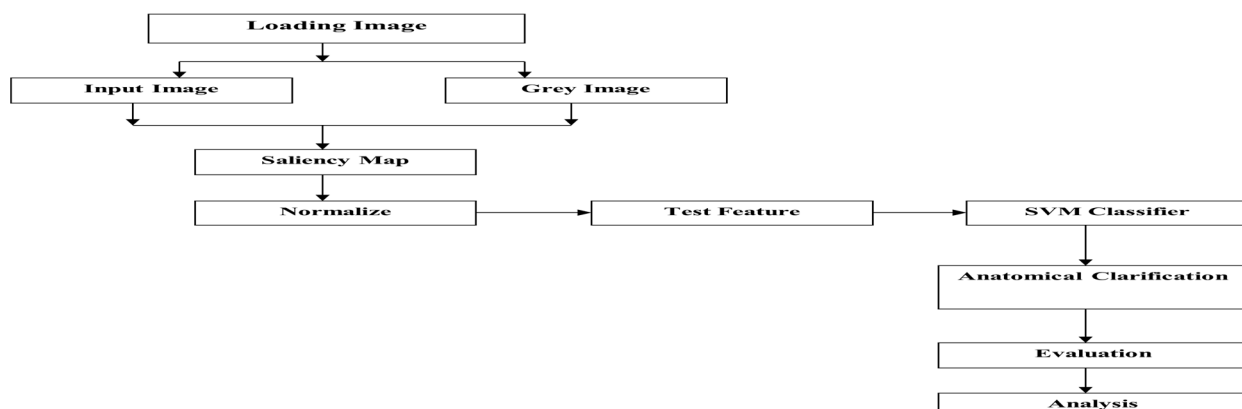 Loading Image
Input Image
Grey Image
Saliency Map
Normalize
Test Feature
SVM Classifier
Anatomical Clarification
Evaluation
Analysis